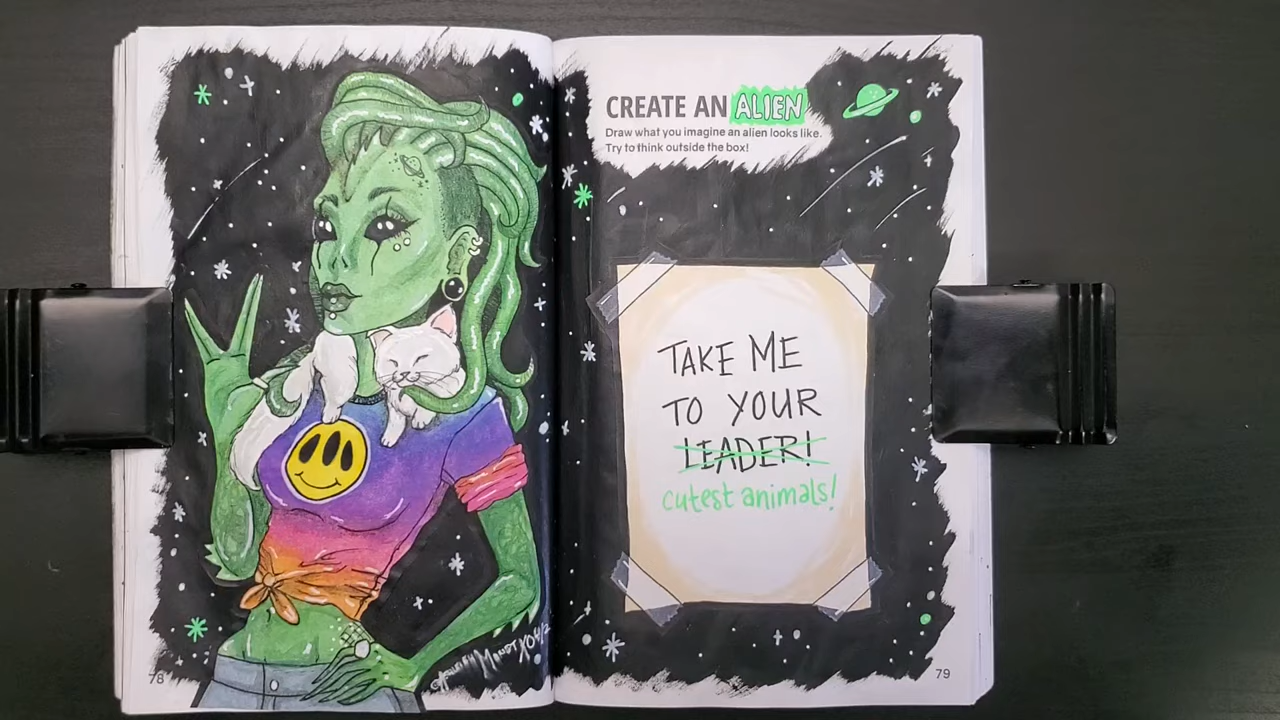 CREATE AN ALIEN
Draw what you imagine an alien looks like.
Try to think outside the box!
TAKE ME
TO YOUR
LEADER!
cutest animals!
78
79